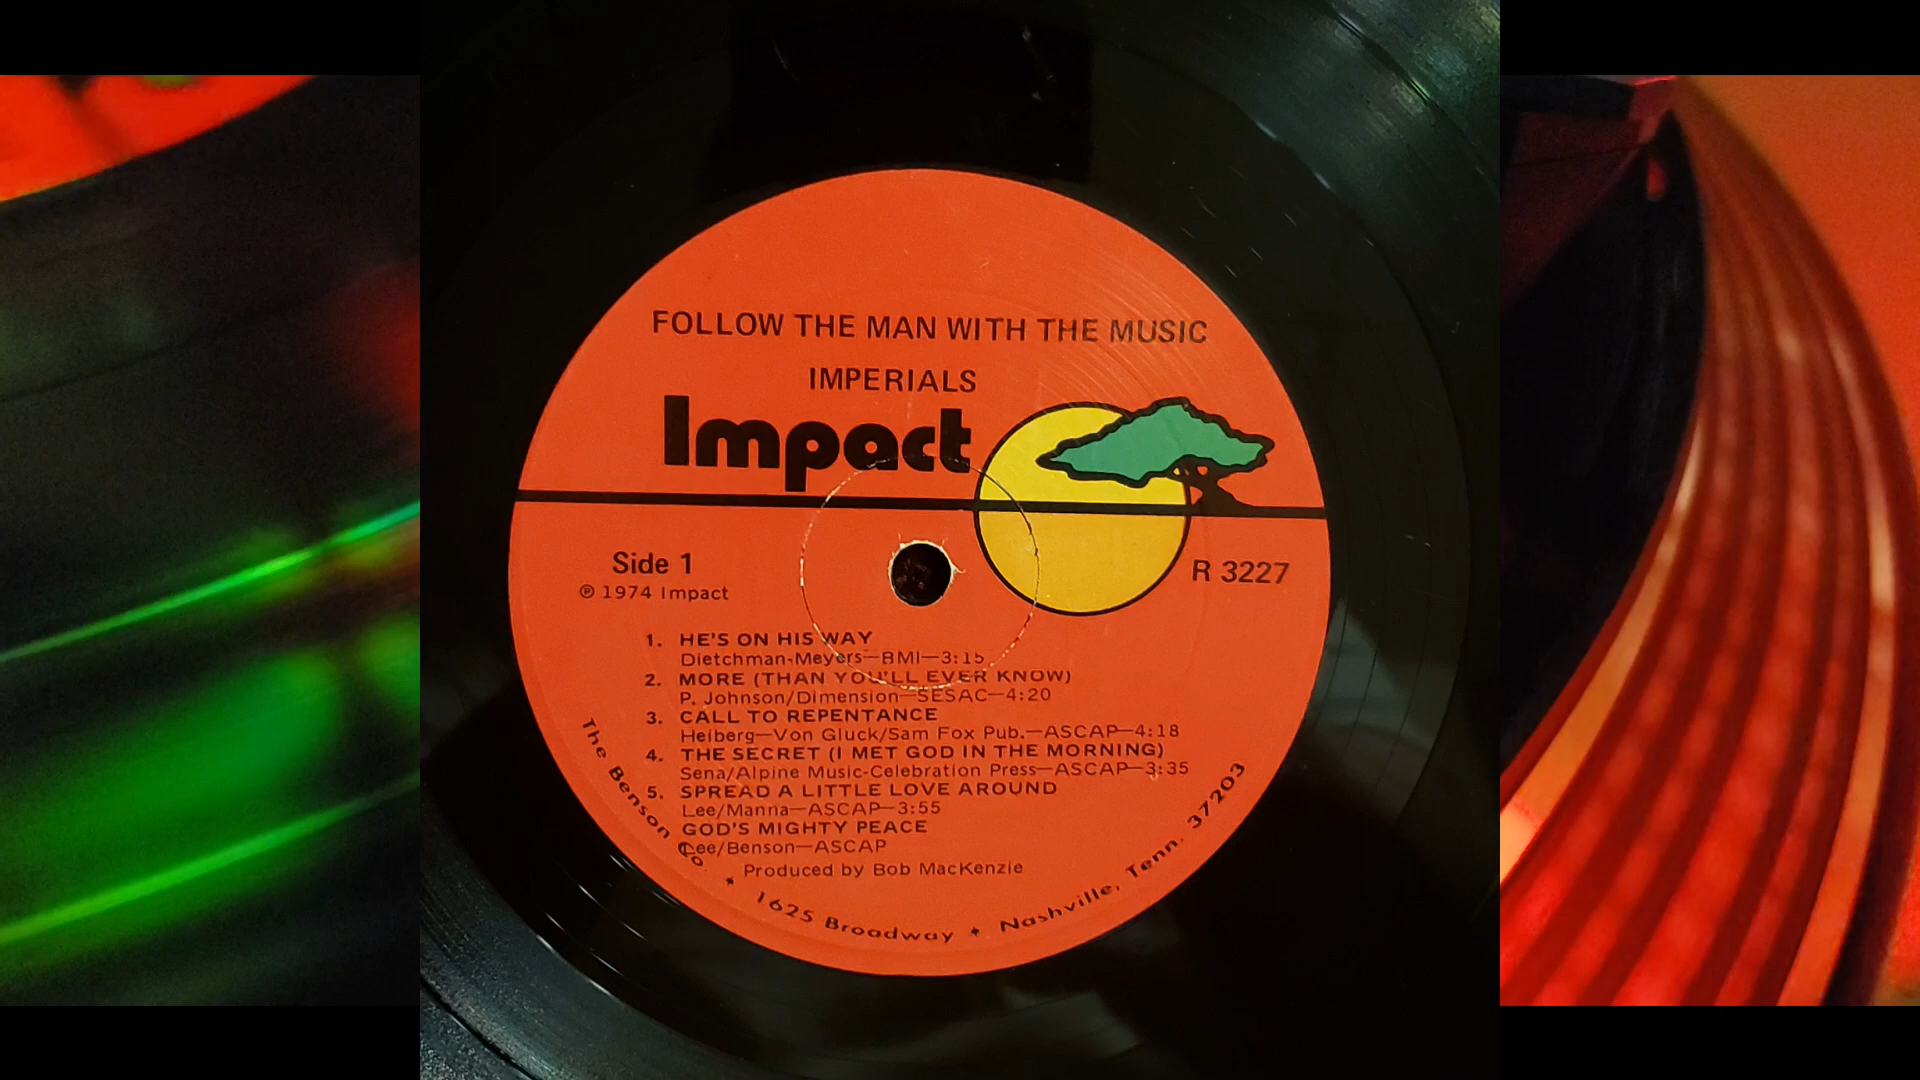 FOLLOW THE MAN WITH THE MUSIC
IMPERIALS
Impact
Side 1
R 3227
℗ 1974 Impact
1. HE'S ON HIS WAY
Dietchman-Meyers—BMI—3:15
2. MORE (THAN YOU'LL EVER KNOW)
P. Johnson/Dimension—SESAC—4:20
3. CALL TO REPENTANCE
Heiberg—Von Gluck/Sam Fox Pub.—ASCAP—4:18
4. THE SECRET (I MET GOD IN THE MORNING)
Sena/Alpine Music-Celebration Press—ASCAP—3:35
5. SPREAD A LITTLE LOVE AROUND
Lee/Manna—ASCAP—3:55
GOD'S MIGHTY PEACE
Lee/Benson—ASCAP
Produced by Bob MacKenzie
The Benson Co. ✦ 1625 Broadway ✦ Nashville, Tenn. 37203